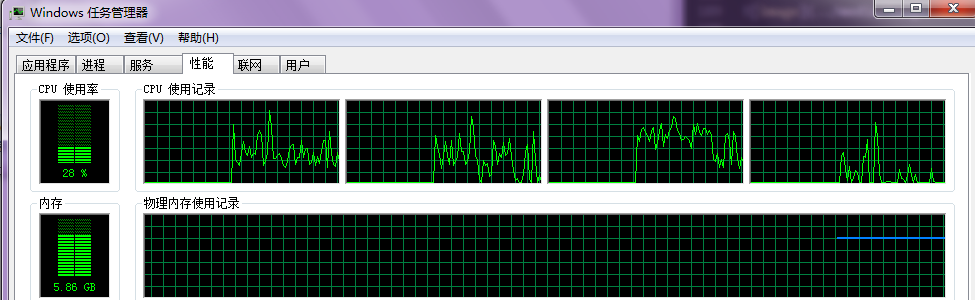 Windows 任务管理器
文件(F) 选项(O) 查看(V) 帮助(H)
应用程序 进程 服务 性能 联网 用户
CPU 使用率 CPU 使用记录
28 %
内存 物理内存使用记录
5.86 GB